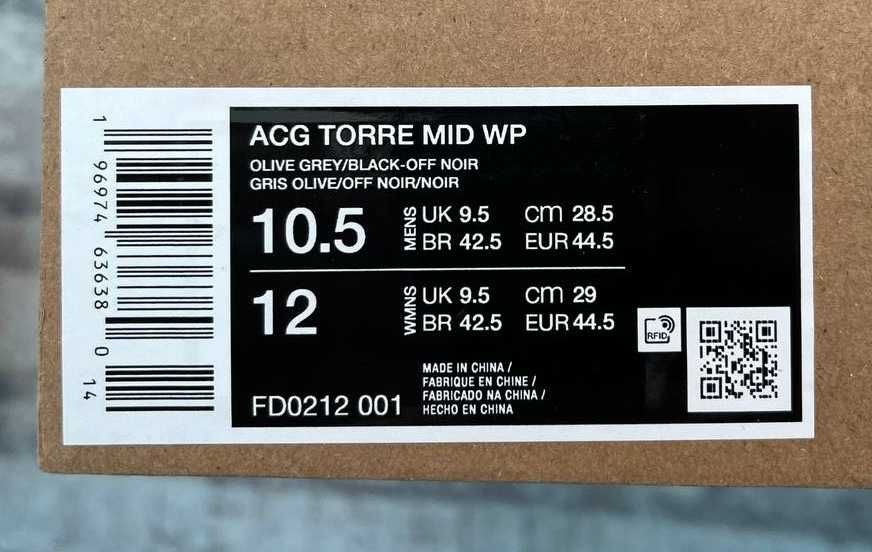 1 96974 63638 0 14
ACG TORRE MID WP
OLIVE GREY/BLACK-OFF NOIR
GRIS OLIVE/OFF NOIR/NOIR
10.5 MENS UK 9.5 cm 28.5
BR 42.5 EUR 44.5
12 WMNS UK 9.5 cm 29
BR 42.5 EUR 44.5
RFID
MADE IN CHINA /
FABRIQUE EN CHINE /
FABRICADO NA CHINA /
HECHO EN CHINA
FD0212 001